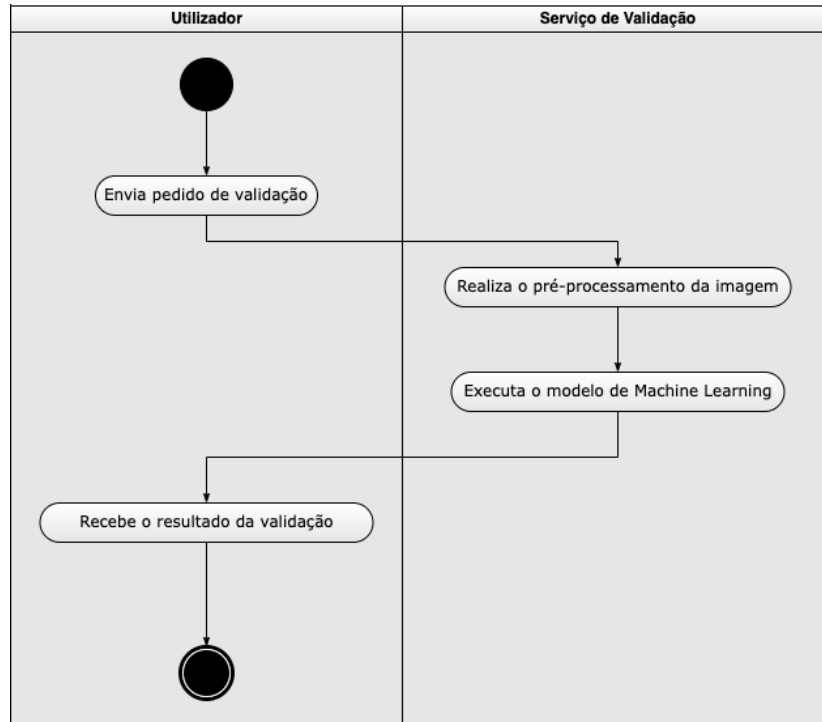 Utilizador
Serviço de Validação
Envia pedido de validação
Realiza o pré-processamento da imagem
Executa o modelo de Machine Learning
Recebe o resultado da validação